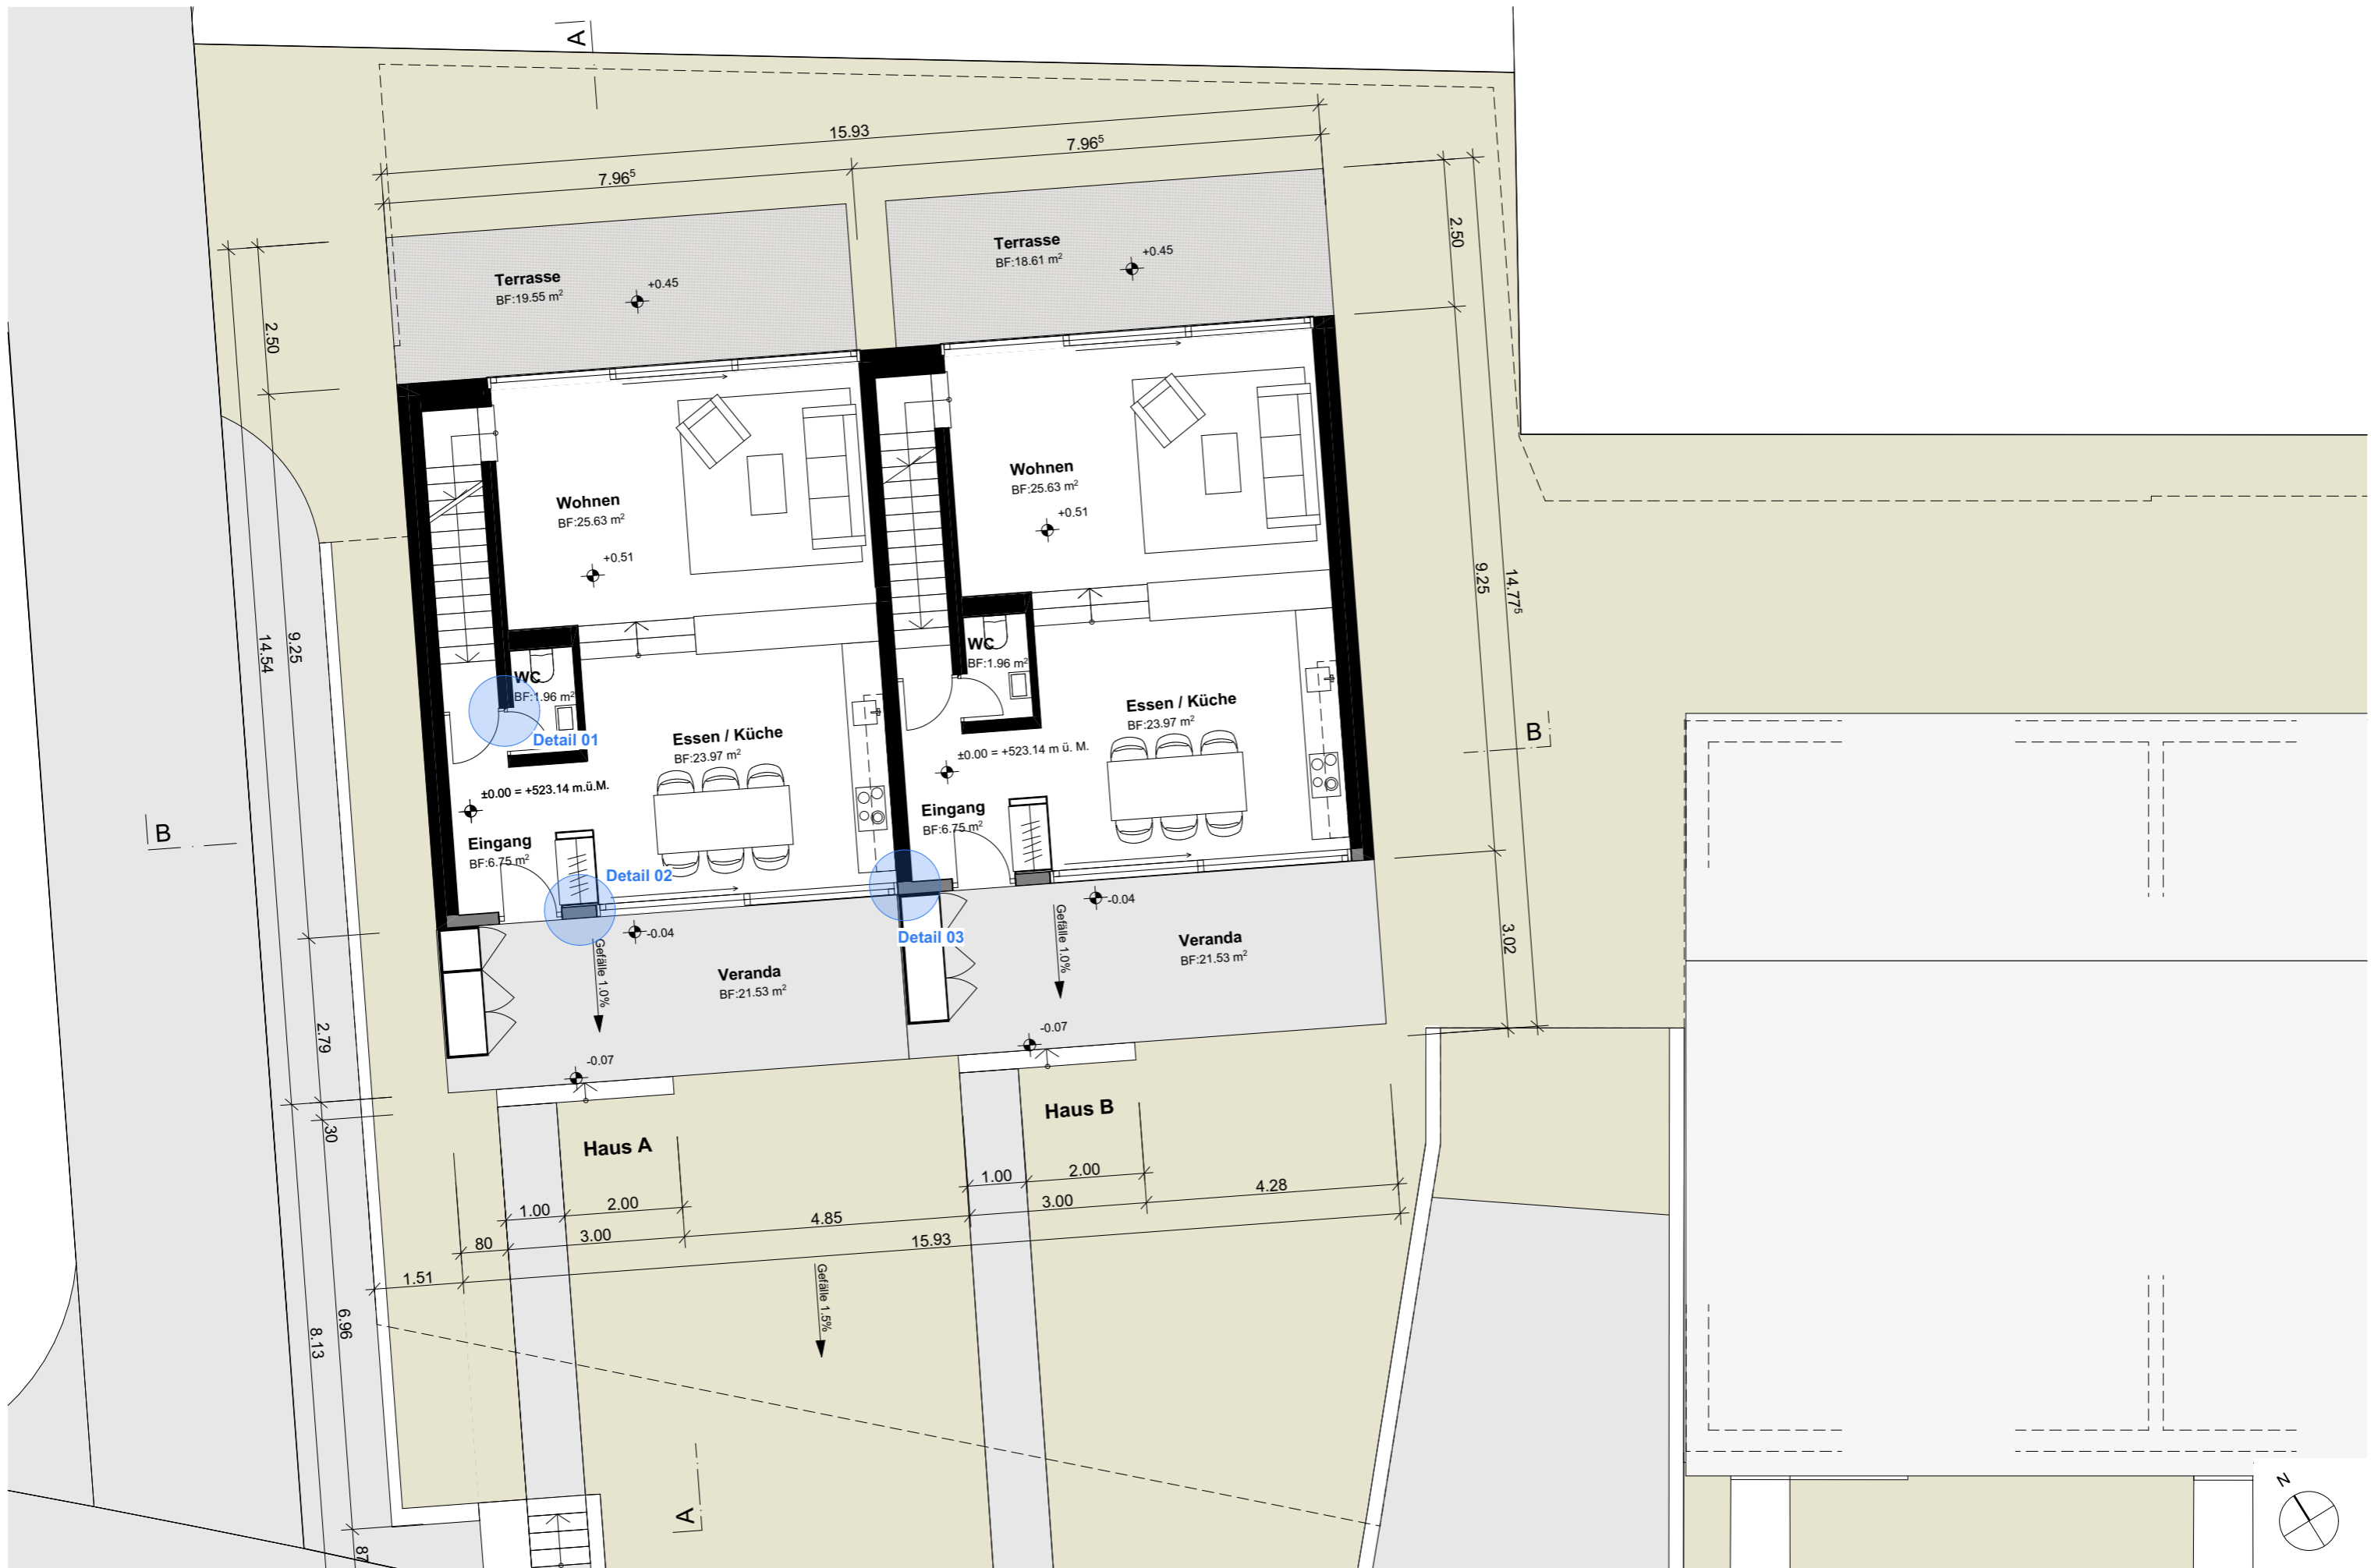 A
15.93
7.96⁵
7.96⁵
2.50
2.50
Terrasse
BF:19.55 m²
+0.45
Terrasse
BF:18.61 m²
+0.45
Wohnen
BF:25.63 m²
+0.51
Wohnen
BF:25.63 m²
+0.51
9.25
14.54
9.25
14.77⁵
WC
BF:1.96 m²
WC
BF:1.96 m²
Detail 01
Essen / Küche
BF:23.97 m²
Essen / Küche
BF:23.97 m²
±0.00 = +523.14 m.ü.M.
±0.00 = +523.14 m ü. M.
B
B
Eingang
BF:6.75 m²
Eingang
BF:6.75 m²
Detail 02
Detail 03
-0.04
-0.04
Gefälle 1.0%
Gefälle 1.0%
Veranda
BF:21.53 m²
Veranda
BF:21.53 m²
3.02
2.79
30
-0.07
-0.07
Haus A
Haus B
1.00
2.00
1.00
2.00
80
3.00
4.85
3.00
4.28
1.51
15.93
Gefälle 1.5%
6.96
8.13
87
A
N